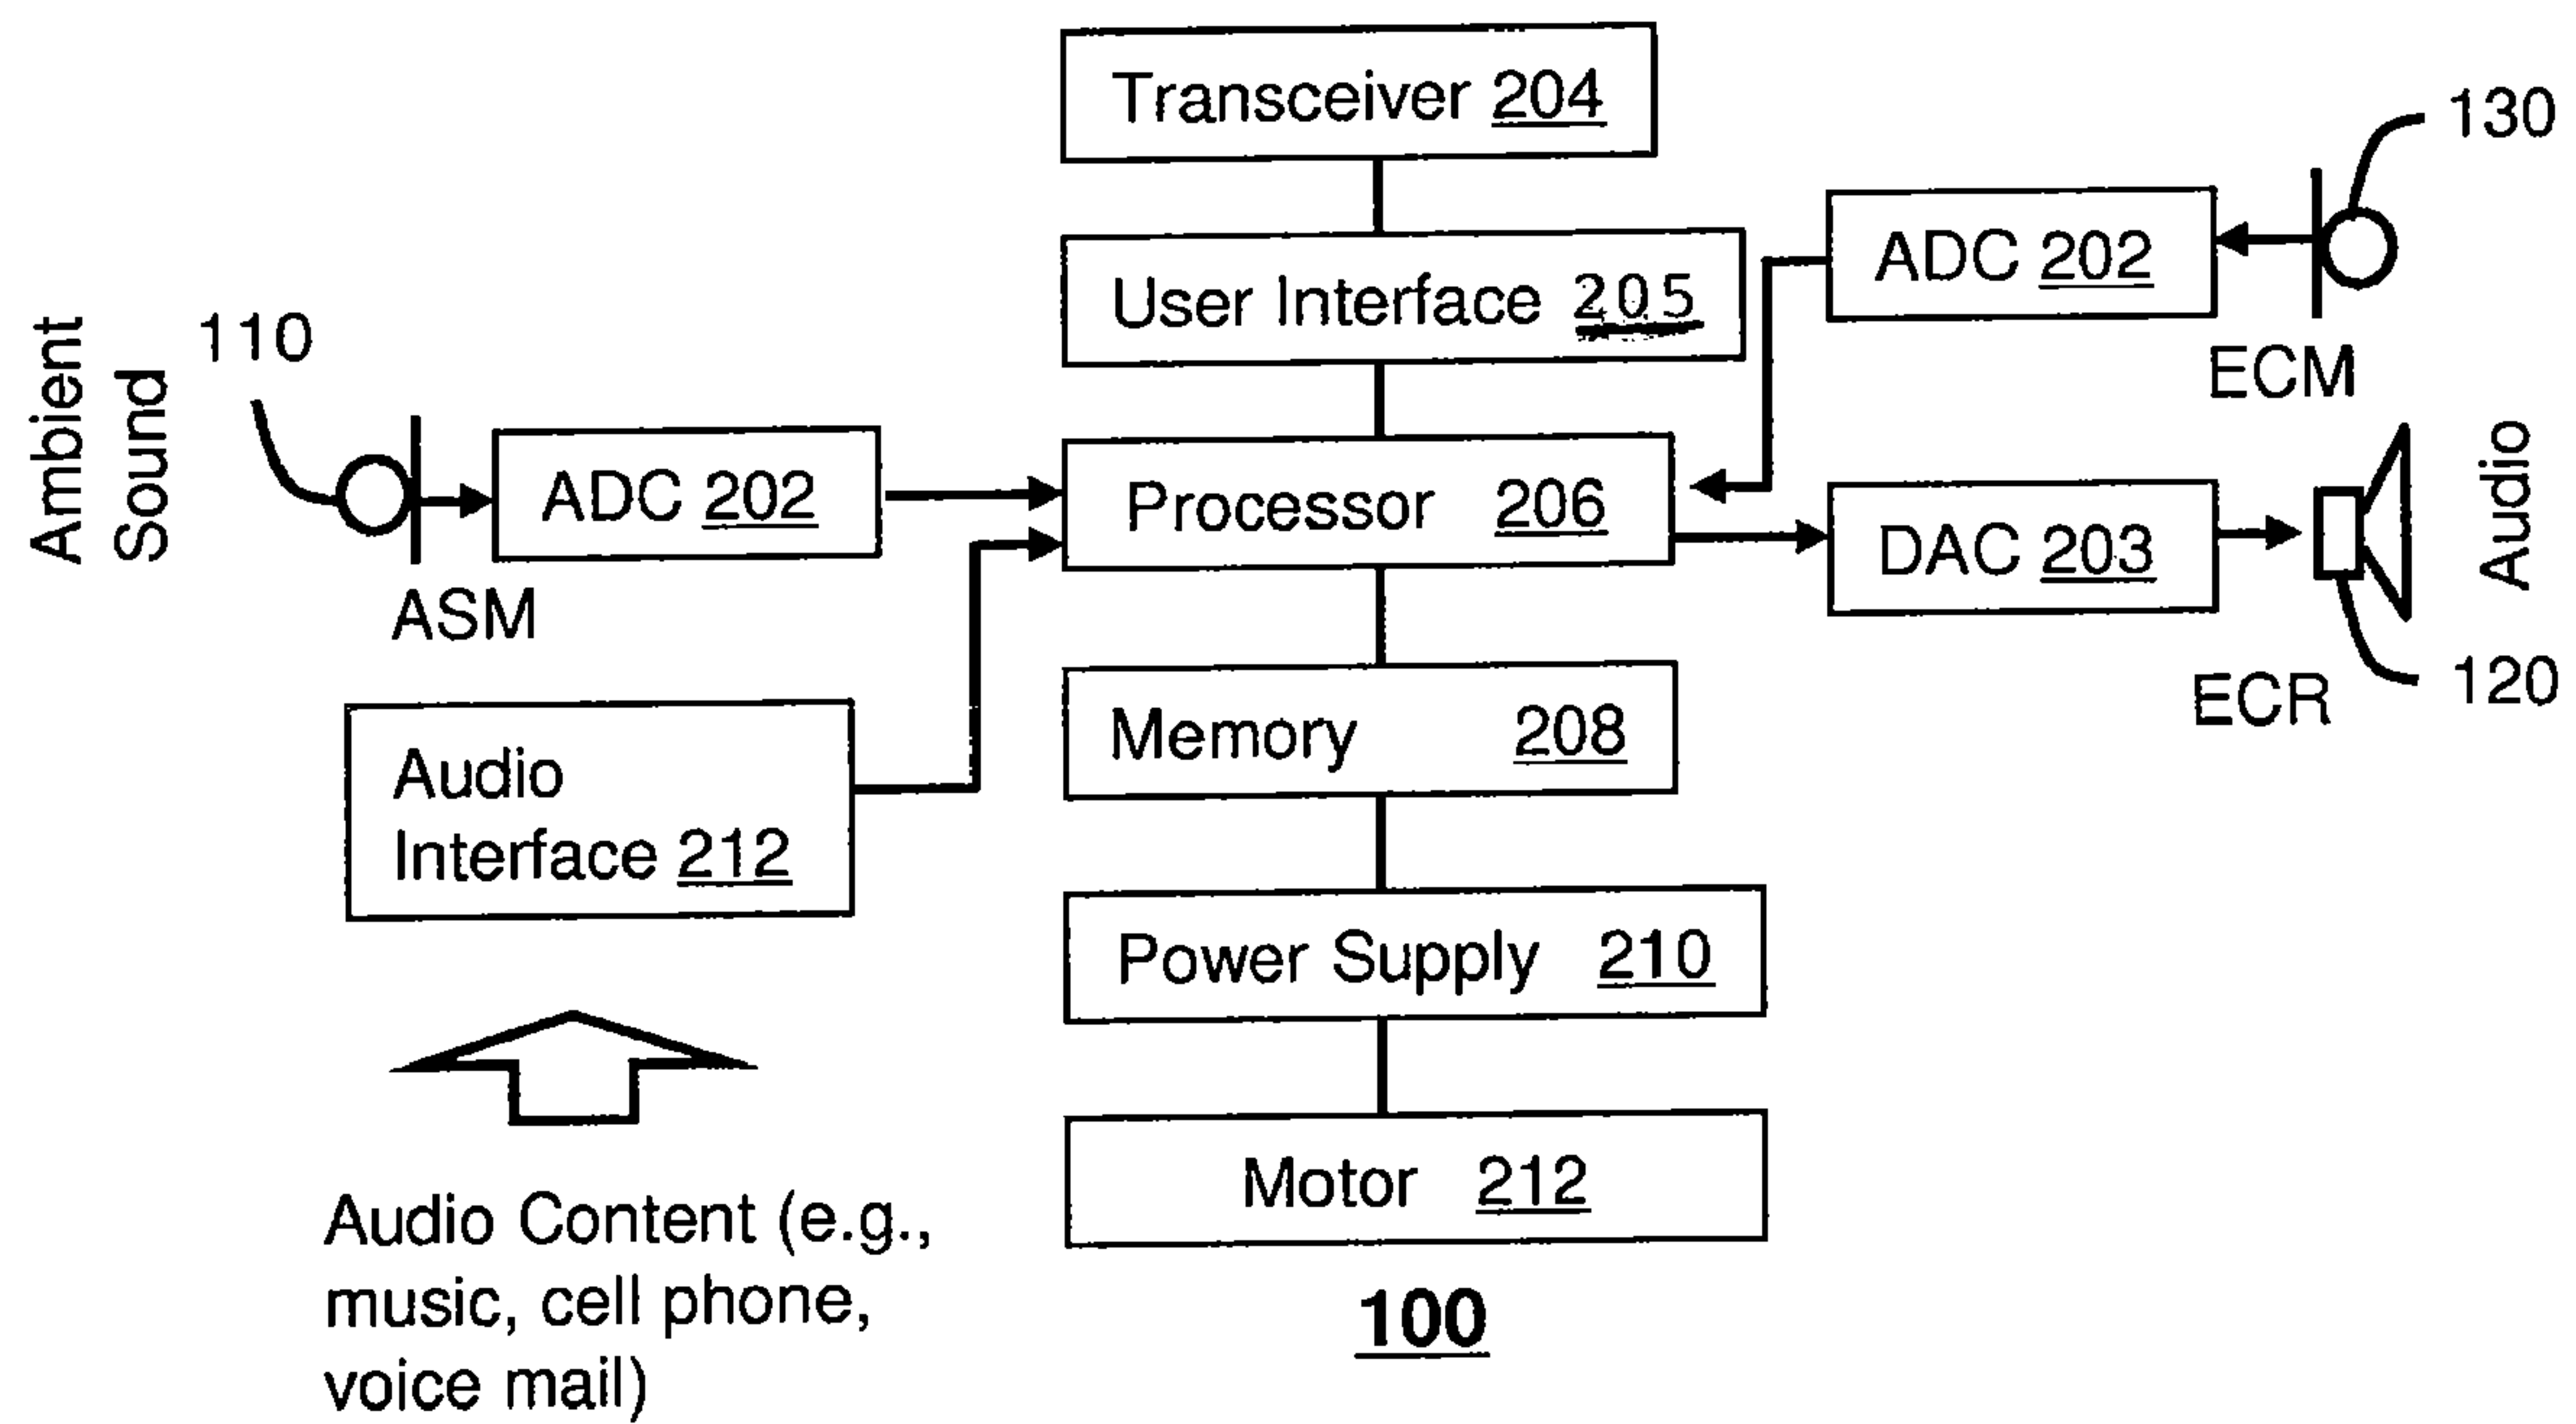 Transceiver 204
130
ADC 202
User Interface 205
Ambient
Sound
110
ECM
ADC 202
Processor 206
Audio
DAC 203
ASM
ECR
120
Memory 208
Audio
Interface 212
Power Supply 210
Motor 212
Audio Content (e.g.,
music, cell phone,
voice mail)
100